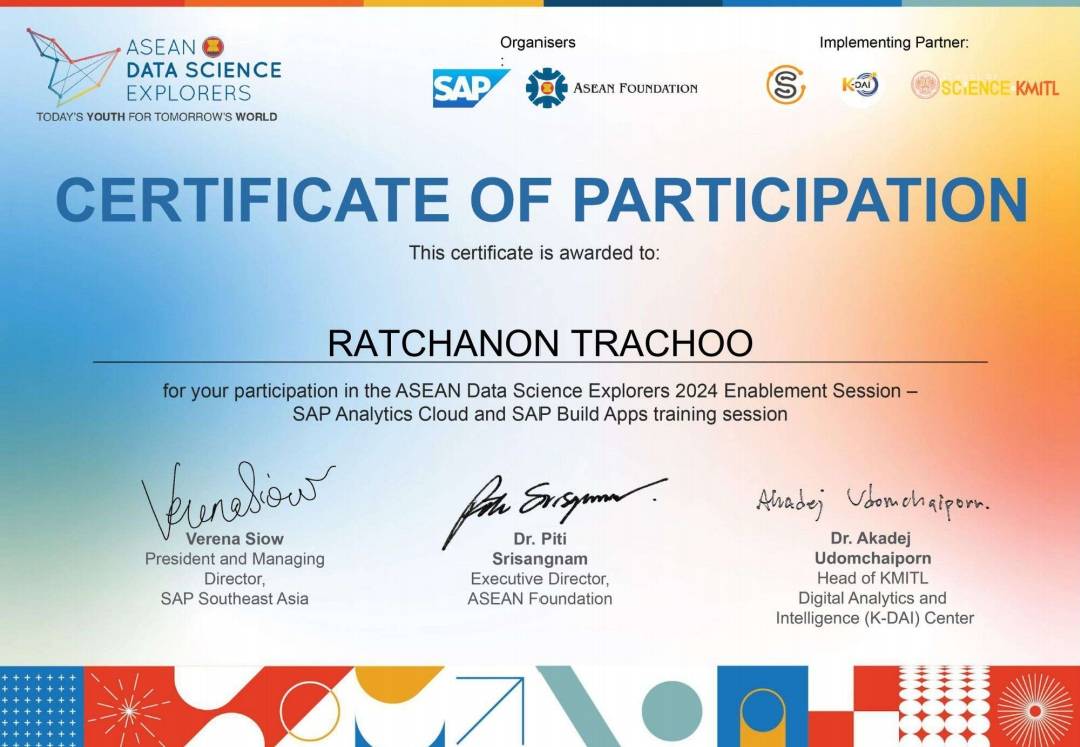 ASEAN
DATA SCIENCE
EXPLORERS
TODAY'S YOUTH FOR TOMORROW'S WORLD
Organisers
:
SAP
ASEAN FOUNDATION
Implementing Partner:
S
K-DAI
SCIENCE KMITL
CERTIFICATE OF PARTICIPATION
This certificate is awarded to:
RATCHANON TRACHOO
for your participation in the ASEAN Data Science Explorers 2024 Enablement Session –
SAP Analytics Cloud and SAP Build Apps training session
Verena Siow
Verena Siow
President and Managing
Director,
SAP Southeast Asia
Dr. Piti
Srisangnam
Executive Director,
ASEAN Foundation
Akadej Udomchaiporn.
Dr. Akadej
Udomchaiporn
Head of KMITL
Digital Analytics and
Intelligence (K-DAI) Center